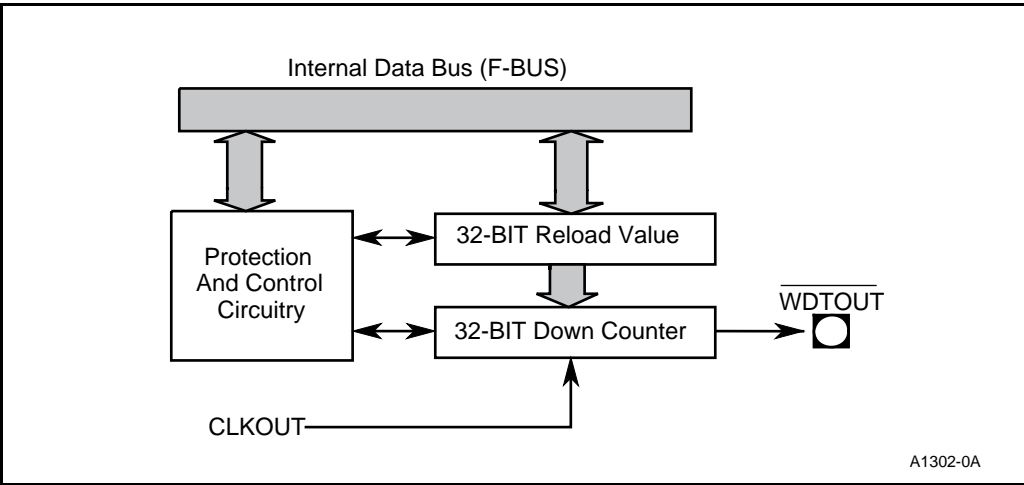 Internal Data Bus (F-BUS)
Protection
And Control
Circuitry
32-BIT Reload Value
32-BIT Down Counter
WDTOUT
CLKOUT
A1302-0A